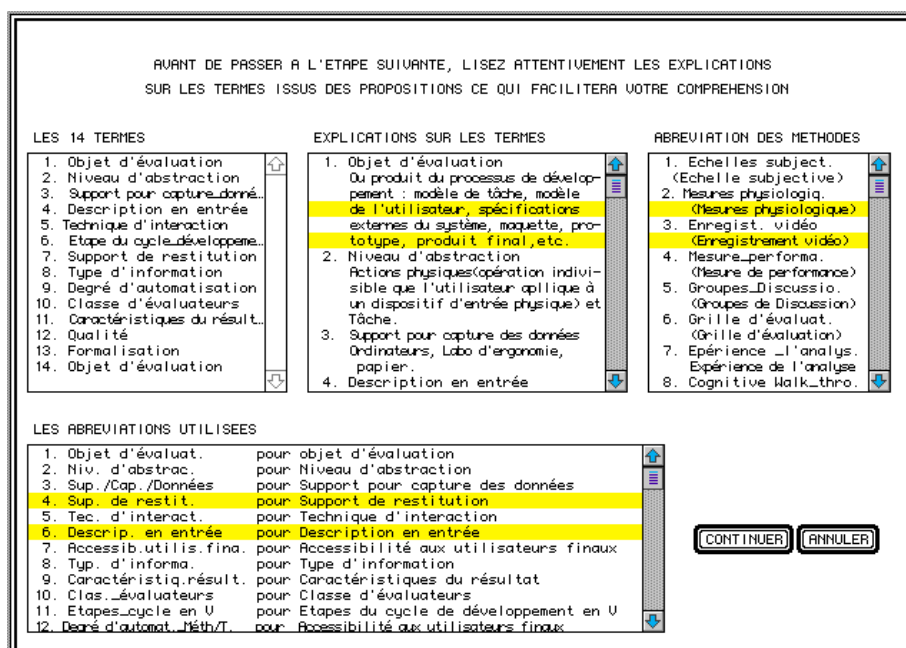 AVANT DE PASSER A L'ETAPE SUIVANTE, LISEZ ATTENTIVEMENT LES EXPLICATIONS
SUR LES TERMES ISSUS DES PROPOSITIONS CE QUI FACILITERA VOTRE COMPREHENSION
LES 14 TERMES
1. Objet d'évaluation
2. Niveau d'abstraction
3. Support pour capture_donné…
4. Description en entrée
5. Technique d'interaction
6. Etape du cycle_développeme…
7. Support de restitution
8. Type d'information
9. Degré d'automatisation
10. Classe d'évaluateurs
11. Caractéristiques du résult…
12. Qualité
13. Formalisation
14. Objet d'évaluation
EXPLICATIONS SUR LES TERMES
1. Objet d'évaluation
Ou produit du processus de dévelop-
pement : modèle de tâche, modèle
de l'utilisateur, spécifications
externes du système, maquette, pro-
totype, produit final,etc.
2. Niveau d'abstraction
Actions physiques(opération indivi-
sible que l'utilisateur apllique à
un dispositif d'entrée physique) et
Tâche.
3. Support pour capture des données
Ordinateurs, Labo d'ergonomie,
papier.
4. Description en entrée
ABREVIATION DES METHODES
1. Echelles subject.
(Echelle subjective)
2. Mesures physiologiq.
(Mesures physiologique)
3. Enregist. vidéo
(Enregistrement vidéo)
4. Mesure_performa.
(Mesure de performance)
5. Groupes_Discussio.
(Groupes de Discussion)
6. Grille d'évaluat.
(Grille d'évaluation)
7. Epérience _l'analys.
Expérience de l'analyse
8. Cognitive Walk_thro.
LES ABREVIATIONS UTILISEES
1. Objet d'évaluat. pour objet d'évaluation
2. Niv. d'abstrac. pour Niveau d'abstraction
3. Sup./Cap./Données pour Support pour capture des données
4. Sup. de restit. pour Support de restitution
5. Tec. d'interact. pour Technique d'interaction
6. Descrip. en entrée pour Description en entrée
7. Accessib.utilis.fina. pour Accessibilité aux utilisateurs finaux
8. Typ. d'informa. pour Type d'information
9. Caractéristiq.résult. pour Caractéristiques du résultat
10. Clas._évaluateurs pour Classe d'évaluateurs
11. Etapes_cycle en V pour Etapes du cycle de développement en V
12. Degré d'automat._Méth/T. pour Accessibilité aux utilisateurs finaux
CONTINUER ANNULER